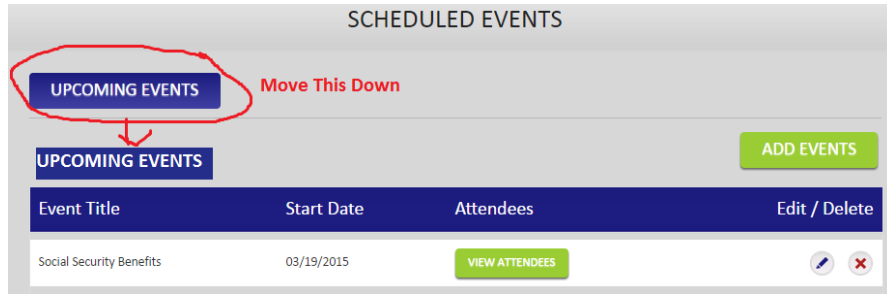 SCHEDULED EVENTS
UPCOMING EVENTS
Move This Down
UPCOMING EVENTS
ADD EVENTS
Event Title Start Date Attendees Edit / Delete
Social Security Benefits 03/19/2015 VIEW ATTENDEES